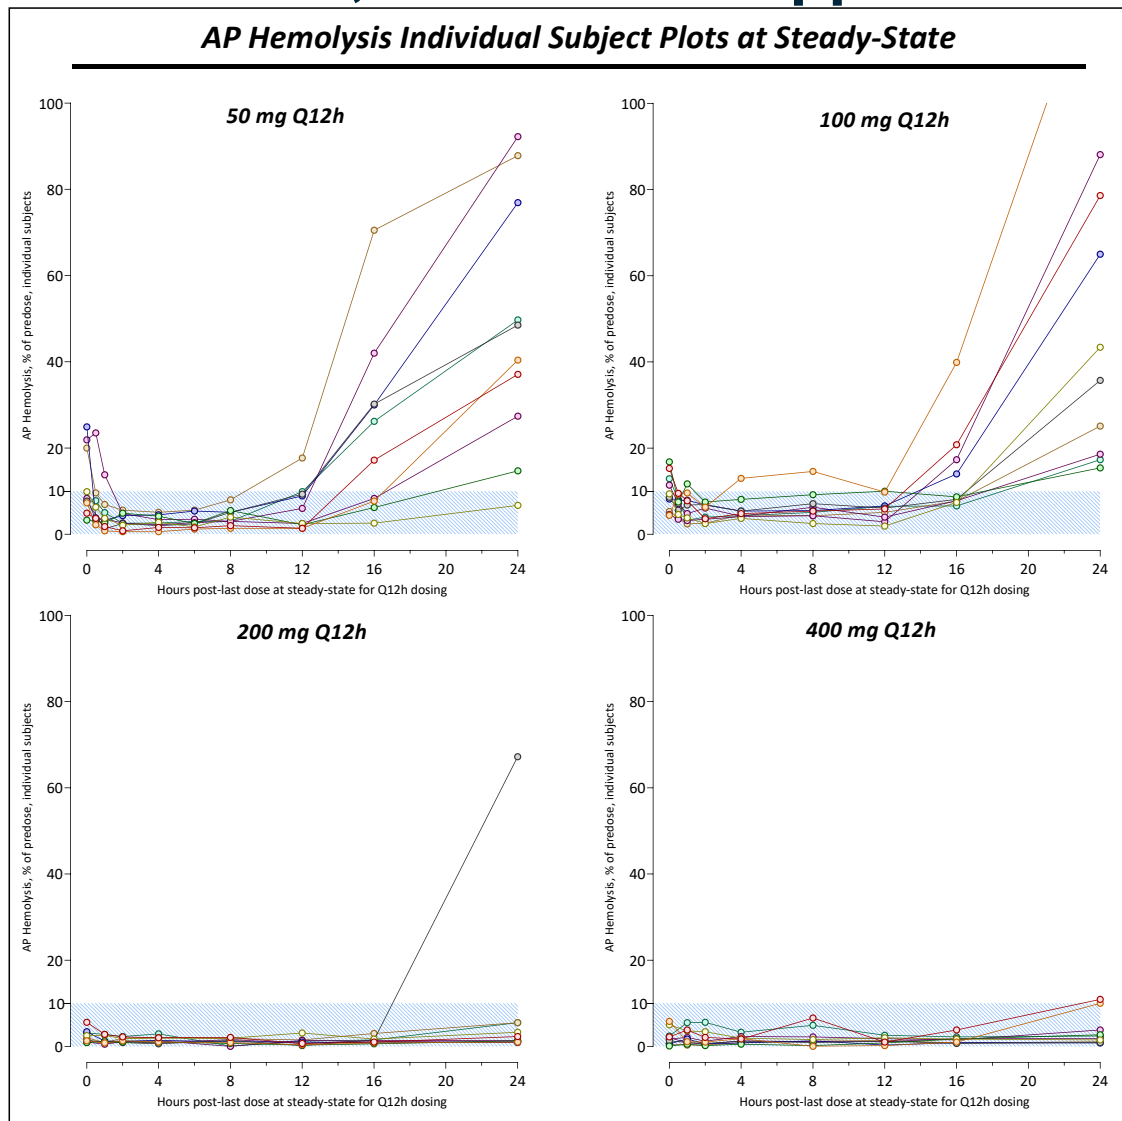 AP Hemolysis Individual Subject Plots at Steady-State
50 mg Q12h
AP Hemolysis, % of predose, individual subjects
100
80
60
40
20
10
0
0 4 8 12 16 20 24
Hours post-last dose at steady-state for Q12h dosing
100 mg Q12h
AP Hemolysis, % of predose, individual subjects
100
80
60
40
20
10
0
0 4 8 12 16 20 24
Hours post-last dose at steady-state for Q12h dosing
200 mg Q12h
AP Hemolysis, % of predose, individual subjects
100
80
60
40
20
10
0
0 4 8 12 16 20 24
Hours post-last dose at steady-state for Q12h dosing
400 mg Q12h
AP Hemolysis, % of predose, individual subjects
100
80
60
40
20
10
0
0 4 8 12 16 20 24
Hours post-last dose at steady-state for Q12h dosing